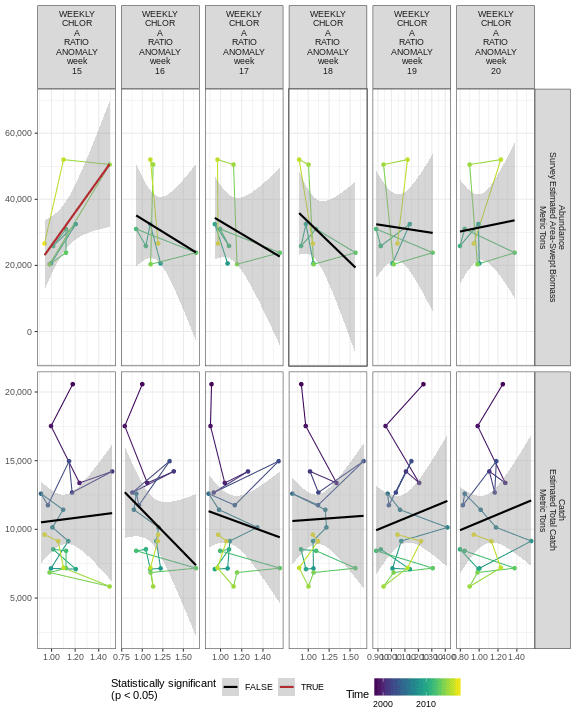 WEEKLY
CHLOR
A
RATIO
ANOMALY
week
15
WEEKLY
CHLOR
A
RATIO
ANOMALY
week
16
WEEKLY
CHLOR
A
RATIO
ANOMALY
week
17
WEEKLY
CHLOR
A
RATIO
ANOMALY
week
18
WEEKLY
CHLOR
A
RATIO
ANOMALY
week
19
WEEKLY
CHLOR
A
RATIO
ANOMALY
week
20
60,000
40,000
20,000
0
Abundance
Survey Estimated Area-Swept Biomass
Metric Tons
20,000
15,000
10,000
5,000
Catch
Estimated Total Catch
Metric Tons
1.00 1.20 1.40
0.75 1.00 1.25 1.50
1.00 1.20 1.40
1.00 1.20 1.40
0.80 1.00 1.20 1.40
Statistically significant
(p < 0.05)
FALSE
TRUE
Time
2000
2010